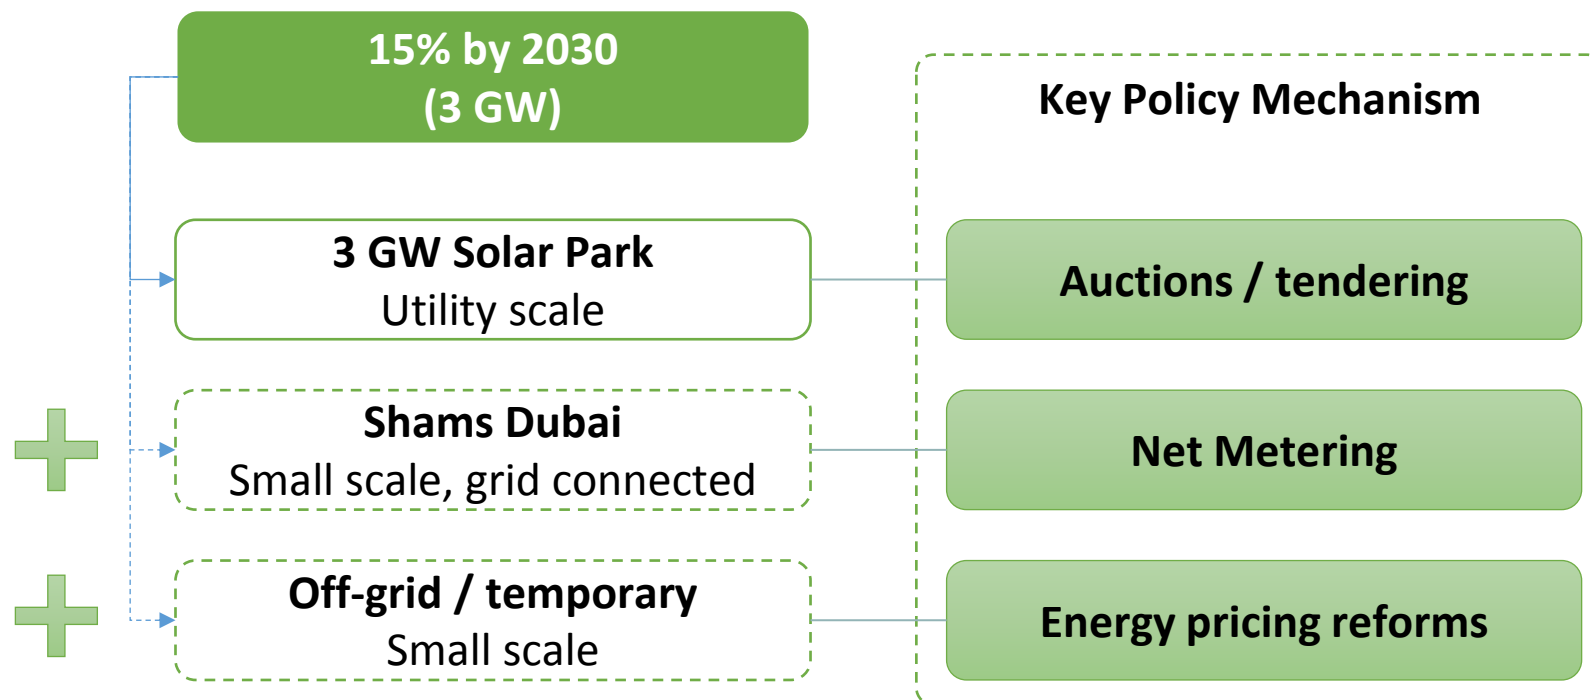 15% by 2030
(3 GW)
Key Policy Mechanism
3 GW Solar Park
Utility scale
Auctions / tendering
Shams Dubai
Small scale, grid connected
Net Metering
Off-grid / temporary
Small scale
Energy pricing reforms